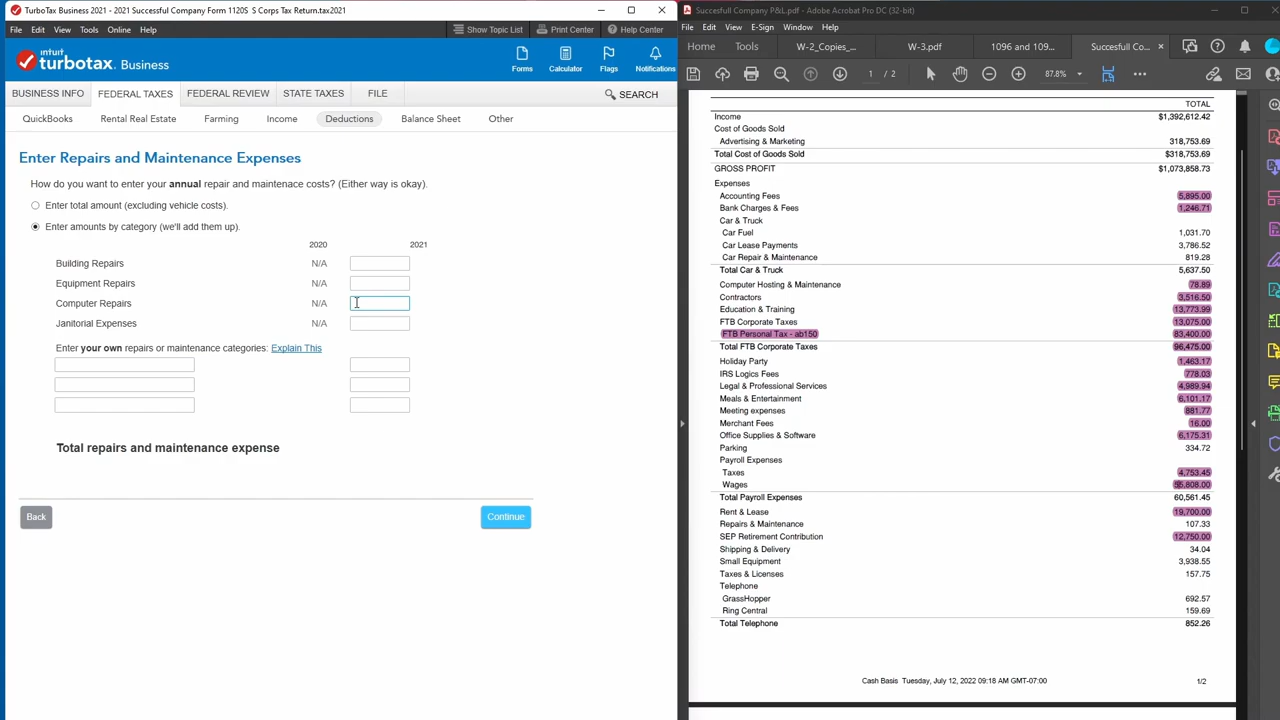 TurboTax Business 2021 - 2021 Successful Company Form 1120S S Corps Tax Return.tax2021
File Edit View Tools Online Help
Show Topic List Print Center Help Center
intuit turbotax. Business
Forms Calculator Flags Notifications
BUSINESS INFO FEDERAL TAXES FEDERAL REVIEW STATE TAXES FILE SEARCH
QuickBooks Rental Real Estate Farming Income Deductions Balance Sheet Other
Enter Repairs and Maintenance Expenses
How do you want to enter your annual repair and maintenace costs? (Either way is okay).
Enter total amount (excluding vehicle costs).
Enter amounts by category (we'll add them up).
2020 2021
Building Repairs N/A
Equipment Repairs N/A
Computer Repairs N/A
Janitorial Expenses N/A
Enter your own repairs or maintenance categories: Explain This
Total repairs and maintenance expense
Back Continue
Succesfull Company P&L.pdf - Adobe Acrobat Pro DC (32-bit)
File Edit View E-Sign Window Help
Home Tools W-2_Copies_... W-3.pdf 1096 and 109... Succesfull Co... ×
1 / 2 87.8%
TOTAL
Income $1,392,612.42
Cost of Goods Sold
Advertising & Marketing 318,753.69
Total Cost of Goods Sold $318,753.69
GROSS PROFIT $1,073,858.73
Expenses
Accounting Fees 5,895.00
Bank Charges & Fees 1,246.71
Car & Truck
Car Fuel 1,031.70
Car Lease Payments 3,786.52
Car Repair & Maintenance 819.28
Total Car & Truck 5,637.50
Computer Hosting & Maintenance 78.89
Contractors 3,516.50
Education & Training 13,773.99
FTB Corporate Taxes 13,075.00
FTB Personal Tax - ab150 83,400.00
Total FTB Corporate Taxes 96,475.00
Holiday Party 1,463.17
IRS Logics Fees 778.03
Legal & Professional Services 4,989.94
Meals & Entertainment 6,101.17
Meeting expenses 881.77
Merchant Fees 16.00
Office Supplies & Software 6,175.31
Parking 334.72
Payroll Expenses
Taxes 4,753.45
Wages 55,808.00
Total Payroll Expenses 60,561.45
Rent & Lease 19,700.00
Repairs & Maintenance 107.33
SEP Retirement Contribution 12,750.00
Shipping & Delivery 34.04
Small Equipment 3,938.55
Taxes & Licenses 157.75
Telephone
GrassHopper 692.57
Ring Central 159.69
Total Telephone 852.26
Cash Basis Tuesday, July 12, 2022 09:18 AM GMT-07:00 1/2